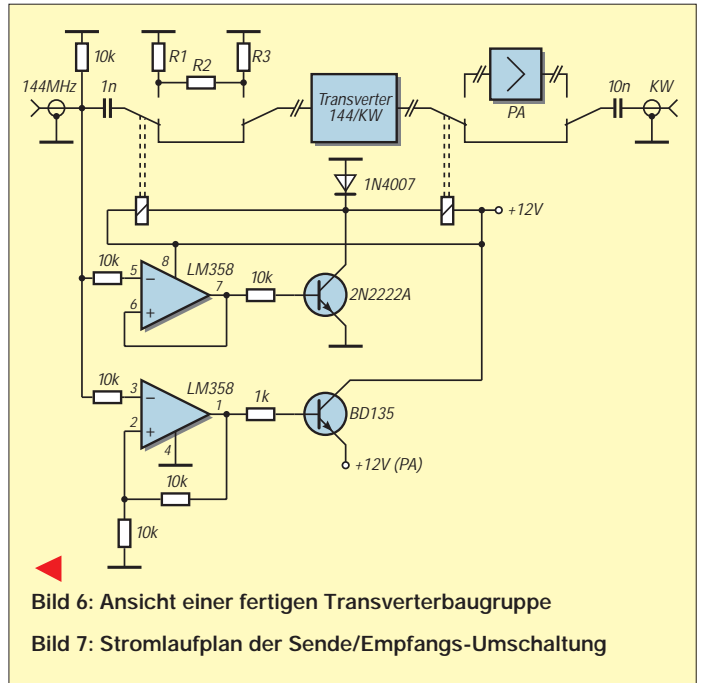 10k
R1
R3
R2
144MHz
1n
Transverter
144/KW
PA
10n
KW
1N4007
+12V
10k
5
6
8
LM358
7
10k
2N2222A
10k
3
2
LM358
1
4
1k
BD135
+12V (PA)
10k
10k
Bild 6: Ansicht einer fertigen Transverterbaugruppe
Bild 7: Stromlaufplan der Sende/Empfangs-Umschaltung